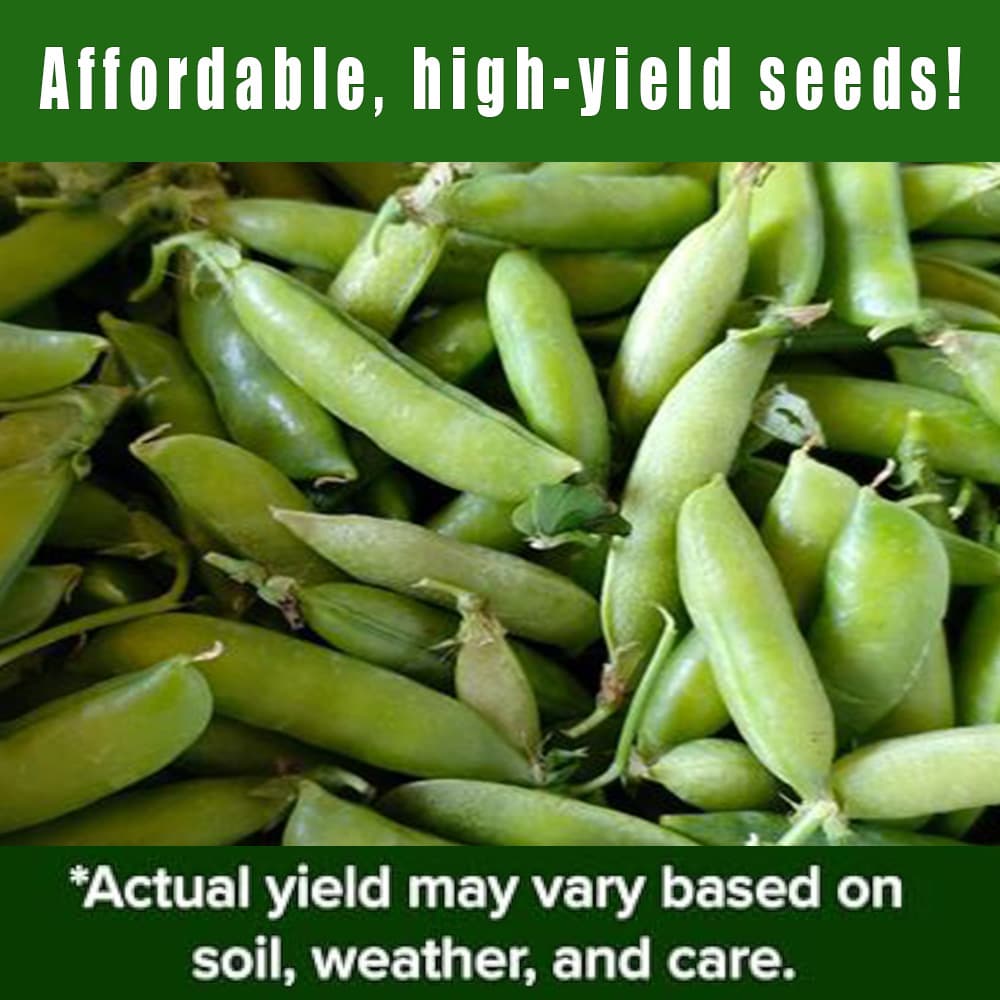 Affordable, high-yield seeds!
*Actual yield may vary based on
soil, weather, and care.